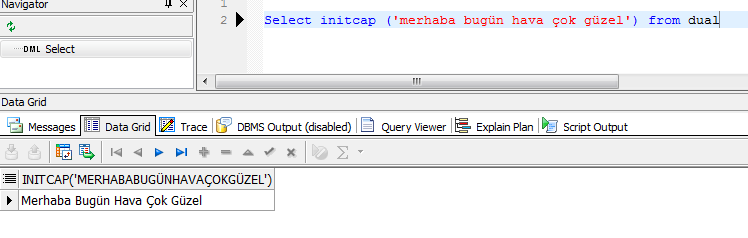 Navigator
DML Select
1
2
Select initcap ('merhaba bugün hava çok güzel') from dual
Data Grid
Messages Data Grid Trace DBMS Output (disabled) Query Viewer Explain Plan Script Output
INITCAP('MERHABABUGÜNHAVAÇOKGÜZEL')
Merhaba Bugün Hava Çok Güzel